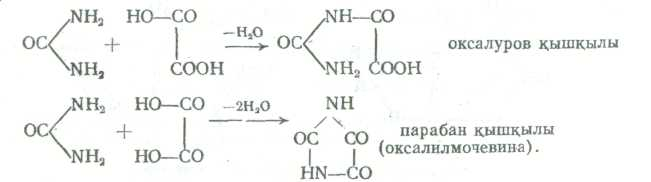 NH₂ HO—CO NH—CO
OC + —H₂O OC оксалуров қышқылы
NH₂ COOH NH₂ COOH
NH₂ HO—CO NH
OC + —2H₂O OC CO парабан қышқылы
NH₂ HO—CO HN—CO (оксалилмочевина).